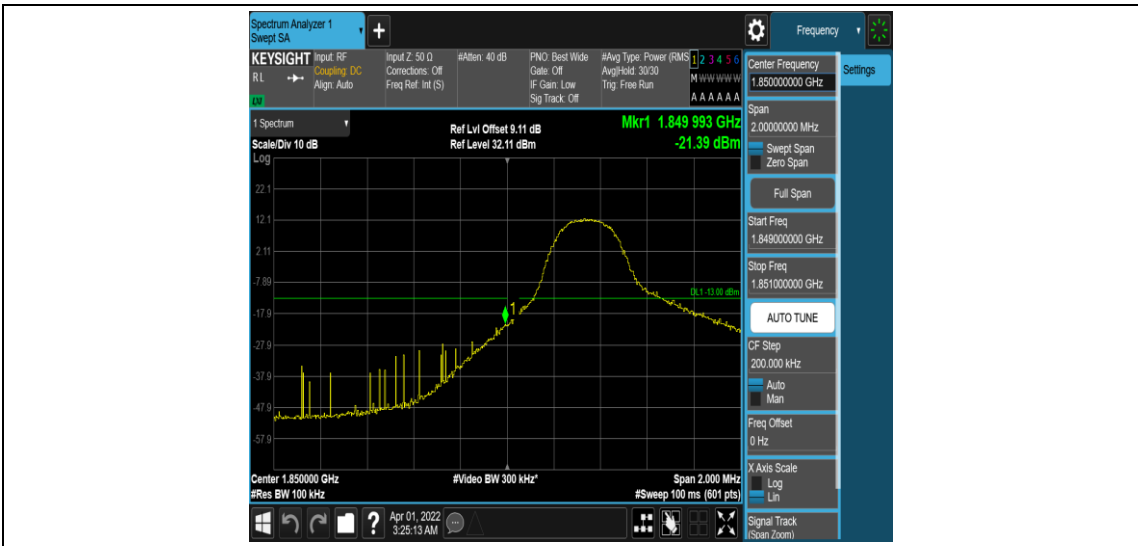 Spectrum Analyzer 1
Swept SA
+
Frequency
KEYSIGHT
RL
LXI
Input: RF
Coupling: DC
Align: Auto
Input Z: 50 Ω
Corrections: Off
Freq Ref: Int (S)
#Atten: 40 dB
PNO: Best Wide
Gate: Off
IF Gain: Low
Sig Track: Off
#Avg Type: Power (RMS
Avg|Hold: 30/30
Trig: Free Run
1 2 3 4 5 6
M W W W W W
A A A A A A
Center Frequency
1.850000000 GHz
Settings
Span
2.00000000 MHz
Swept Span
Zero Span
Full Span
Start Freq
1.849000000 GHz
Stop Freq
1.851000000 GHz
AUTO TUNE
CF Step
200.000 kHz
Auto
Man
Freq Offset
0 Hz
X Axis Scale
Log
Lin
Signal Track
(Span Zoom)
1 Spectrum
Scale/Div 10 dB
Log
Ref Lvl Offset 9.11 dB
Ref Level 32.11 dBm
Mkr1 1.849 993 GHz
-21.39 dBm
22.1
12.1
2.11
-7.89
-17.9
-27.9
-37.9
-47.9
-57.9
DL1 -13.00 dBm
1
Center 1.850000 GHz
#Res BW 100 kHz
#Video BW 300 kHz*
Span 2.000 MHz
#Sweep 100 ms (601 pts)
?
Apr 01, 2022
3:25:13 AM